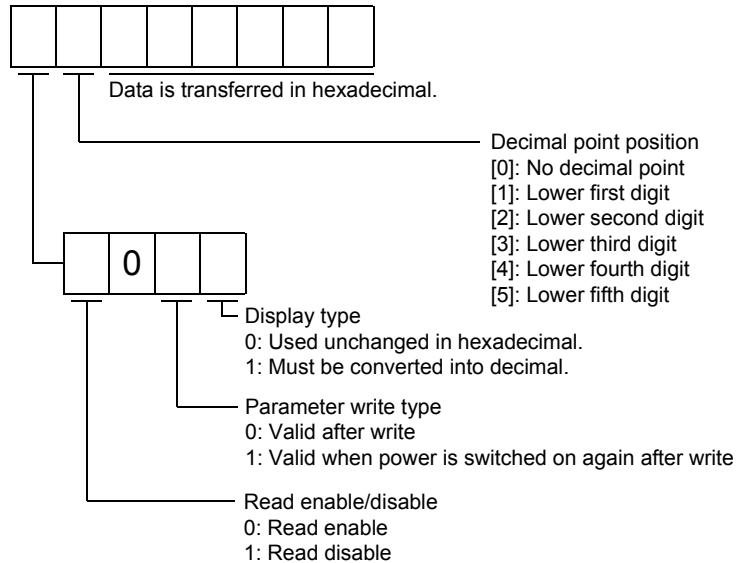 Data is transferred in hexadecimal.
Decimal point position
[0]: No decimal point
[1]: Lower first digit
[2]: Lower second digit
[3]: Lower third digit
[4]: Lower fourth digit
[5]: Lower fifth digit
0
Display type
0: Used unchanged in hexadecimal.
1: Must be converted into decimal.
Parameter write type
0: Valid after write
1: Valid when power is switched on again after write
Read enable/disable
0: Read enable
1: Read disable